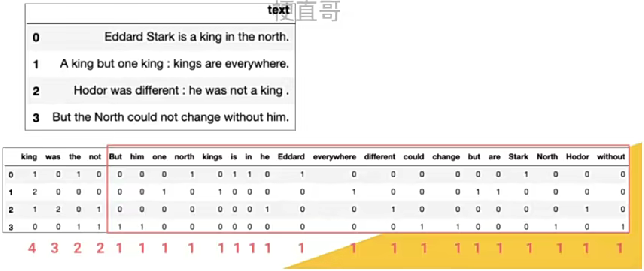 梗直哥
text
0 Eddard Stark is a king in the north.
1 A king but one king : kings are everywhere.
2 Hodor was different : he was not a king .
3 But the North could not change without him.
king was the not But him one north kings is in he Eddard everywhere different could change but are Stark North Hodor without
0 1 0 1 0 0 0 0 1 0 1 1 0 1 0 0 0 0 0 0 1 0 0 0
1 2 0 0 0 0 0 1 0 1 0 0 0 0 1 0 0 0 1 1 0 0 0 0
2 1 2 0 1 0 0 0 0 0 0 0 1 0 0 1 0 0 0 0 0 0 1 0
3 0 0 1 1 1 1 0 0 0 0 0 0 0 0 0 1 1 0 0 0 1 0 1
4 3 2 2 1 1 1 1 1 1 1 1 1 1 1 1 1 1 1 1 1 1 1